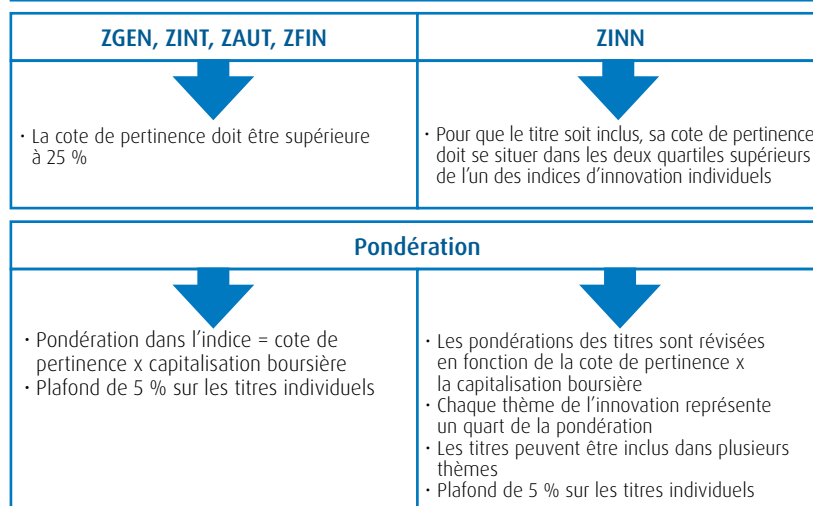 ZGEN, ZINT, ZAUT, ZFIN
ZINN
· La cote de pertinence doit être supérieure
à 25 %
· Pour que le titre soit inclus, sa cote de pertinence
doit se situer dans les deux quartiles supérieurs
de l’un des indices d’innovation individuels
Pondération
· Pondération dans l’indice = cote de
pertinence x capitalisation boursière
· Plafond de 5 % sur les titres individuels
· Les pondérations des titres sont révisées
en fonction de la cote de pertinence x
la capitalisation boursière
· Chaque thème de l’innovation représente
un quart de la pondération
· Les titres peuvent être inclus dans plusieurs
thèmes
· Plafond de 5 % sur les titres individuels